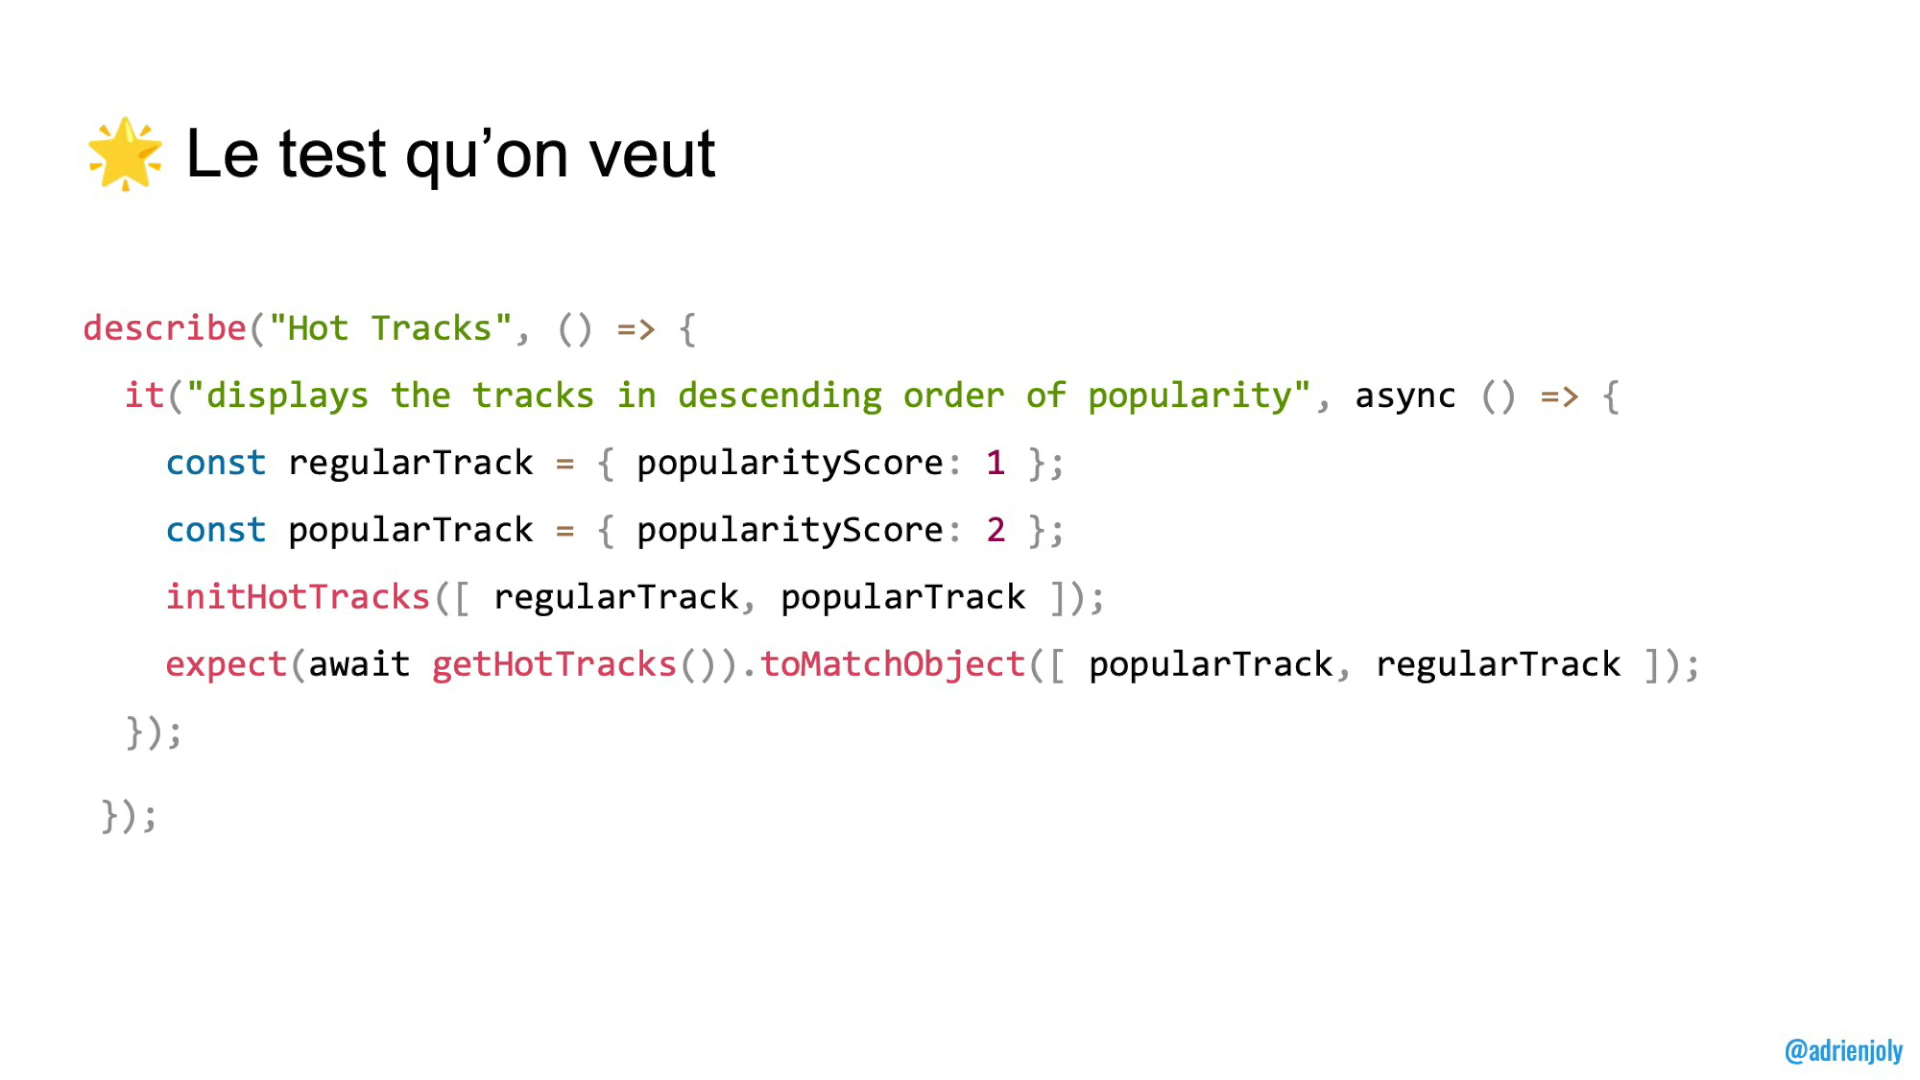 🌟 Le test qu’on veut
describe("Hot Tracks", () => {
  it("displays the tracks in descending order of popularity", async () => {
    const regularTrack = { popularityScore: 1 };
    const popularTrack = { popularityScore: 2 };
    initHotTracks([ regularTrack, popularTrack ]);
    expect(await getHotTracks()).toMatchObject([ popularTrack, regularTrack ]);
  });
});
@adrienjoly